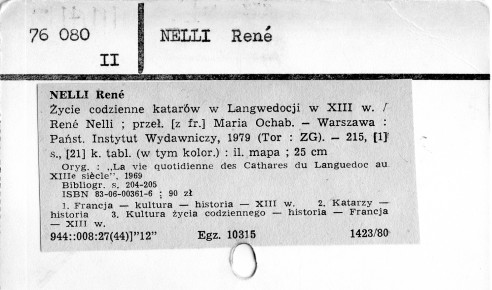 76 080
II
NELLI René
NELLI René
Życie codzienne katarów w Langwedocji w XIII w. /
René Nelli ; przeł. [z fr.] Maria Ochab. — Warszawa :
Państ. Instytut Wydawniczy, 1979 (Tor : ZG). — 215, [1]
s., [21] k. tabl. (w tym kolor.) : il. mapa ; 25 cm
Oryg. : „La vie quotidienne des Cathares du Languedoc au
XIIIe siècle", 1969
Bibliogr. s. 204-205
ISBN 83-06-00361-6 ; 90 zł
1. Francja — kultura — historia — XIII w. 2. Katarzy —
historia 3. Kultura życia codziennego — historia — Francja
— XIII w.
944::008:27(44)]"12" Egz. 10315 1423/80